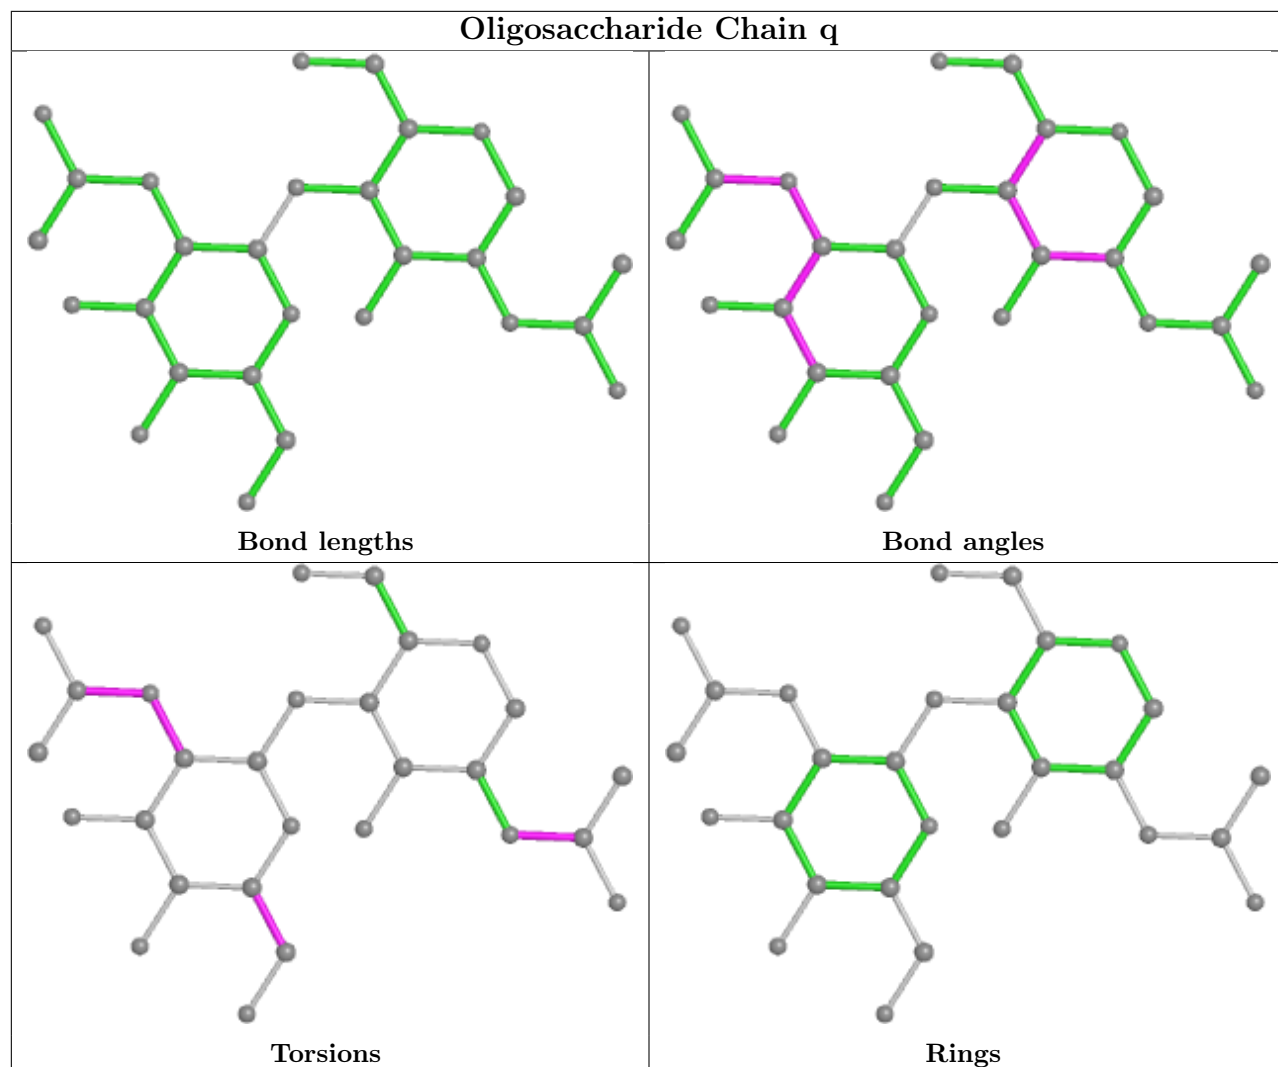 Oligosaccharide Chain q
Bond lengths
Bond angles
Torsions
Rings